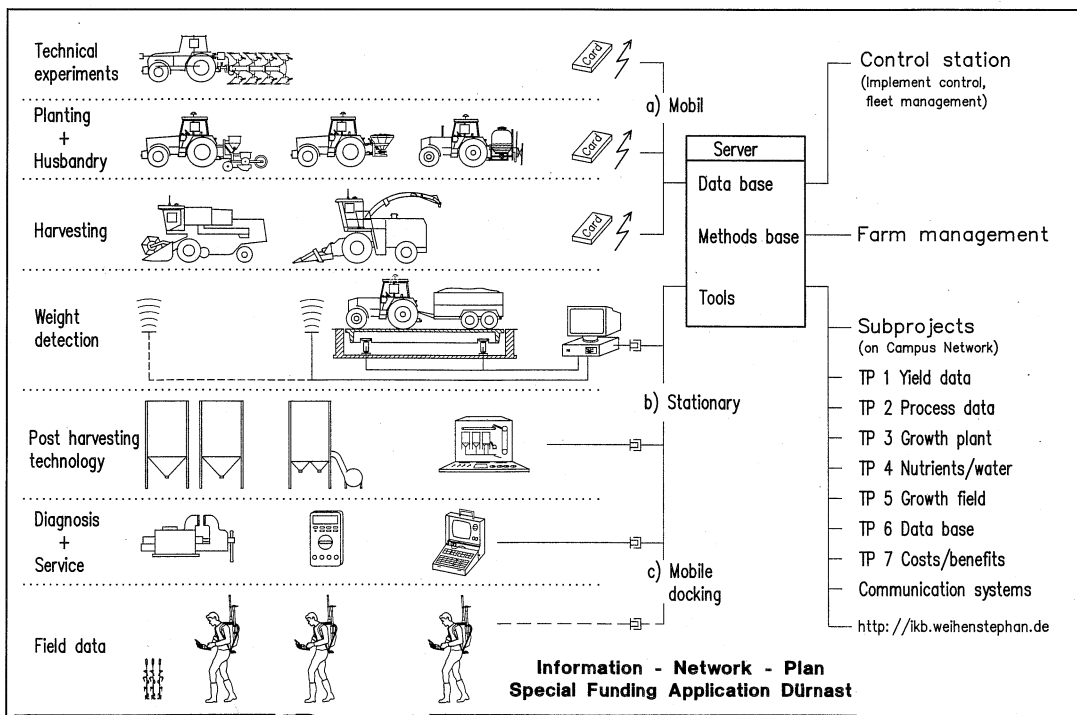 Technical
experiments
Card
Planting
+
Husbandry
Card
a) Mobil
Harvesting
Card
Weight
detection
b) Stationary
Post harvesting
technology
Diagnosis
+
Service
c) Mobile
docking
Field data
Server
Data base
Methods base
Tools
Control station
(Implement control,
fleet management)
Farm management
Subprojects
(on Campus Network)
TP 1 Yield data
TP 2 Process data
TP 3 Growth plant
TP 4 Nutrients/water
TP 5 Growth field
TP 6 Data base
TP 7 Costs/benefits
Communication systems
http://ikb.weihenstephan.de
Information - Network - Plan
Special Funding Application Dürnast